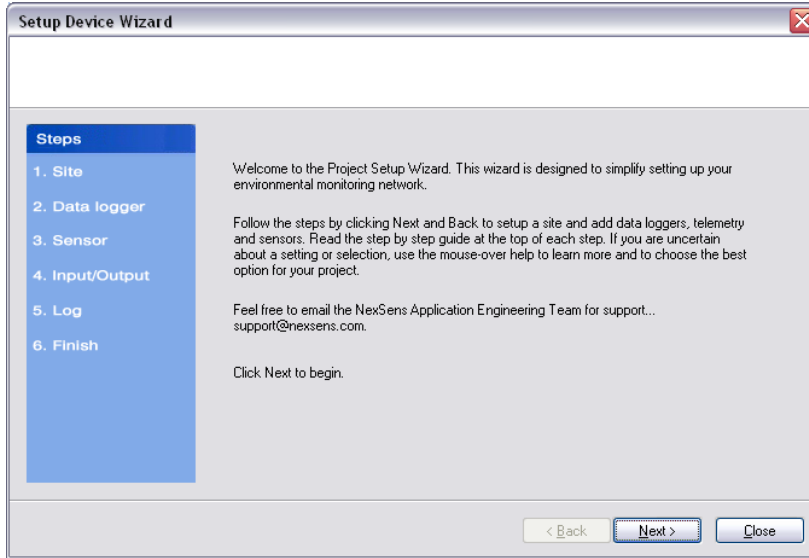 Setup Device Wizard
Steps
1. Site
2. Data logger
3. Sensor
4. Input/Output
5. Log
6. Finish
Welcome to the Project Setup Wizard. This wizard is designed to simplify setting up your
environmental monitoring network.
Follow the steps by clicking Next and Back to setup a site and add data loggers, telemetry
and sensors. Read the step by step guide at the top of each step. If you are uncertain
about a setting or selection, use the mouse-over help to learn more and to choose the best
option for your project.
Feel free to email the NexSens Application Engineering Team for support...
support@nexsens.com.
Click Next to begin.
< Back
Next >
Close